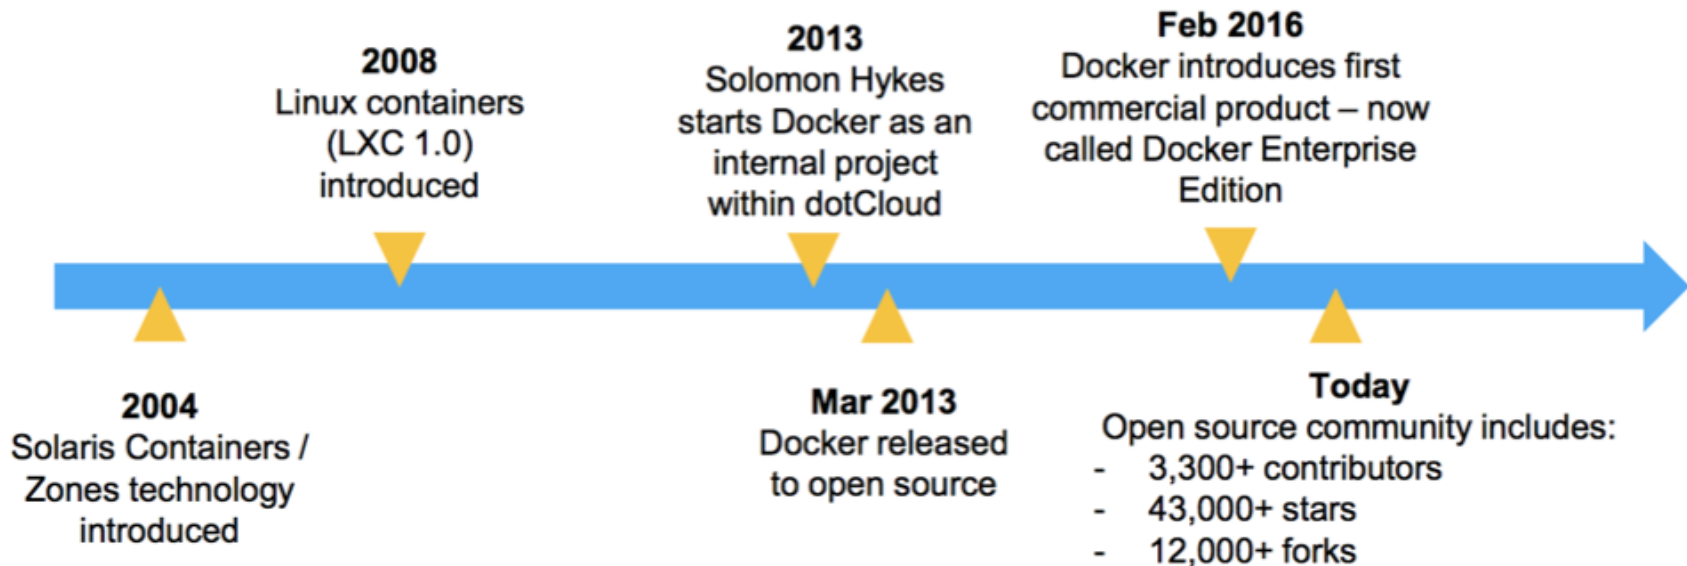 2008
Linux containers
(LXC 1.0)
introduced
2013
Solomon Hykes
starts Docker as an
internal project
within dotCloud
Feb 2016
Docker introduces first
commercial product – now
called Docker Enterprise
Edition
2004
Solaris Containers /
Zones technology
introduced
Mar 2013
Docker released
to open source
Today
Open source community includes:
- 3,300+ contributors
- 43,000+ stars
- 12,000+ forks